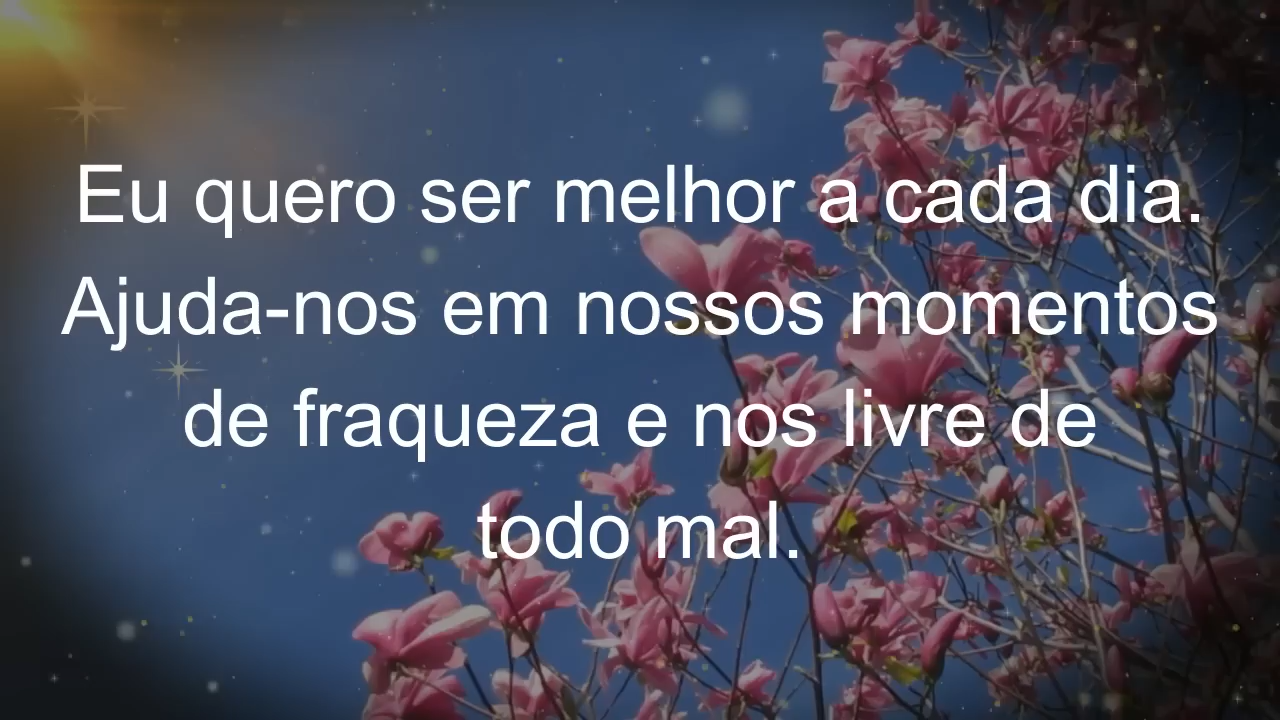 Eu quero ser melhor a cada dia.
Ajuda-nos em nossos momentos
de fraqueza e nos livre de
todo mal.